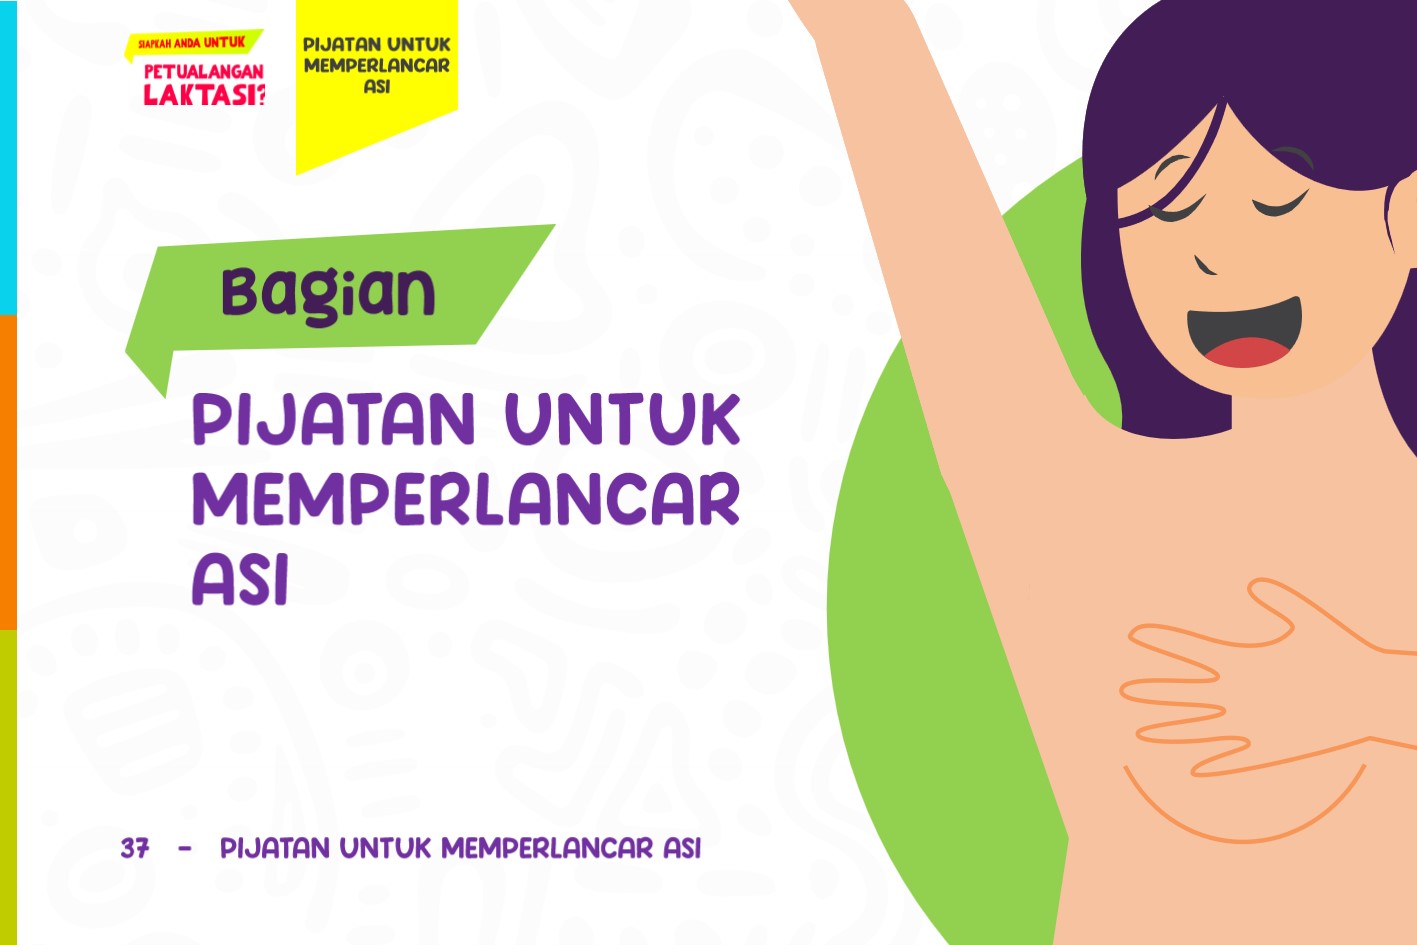 SIAPKAH ANDA UNTUK
PETUALANGAN
LAKTASI?
PIJATAN UNTUK
MEMPERLANCAR
ASI
Bagian
PIJATAN UNTUK
MEMPERLANCAR
ASI
37 - PIJATAN UNTUK MEMPERLANCAR ASI